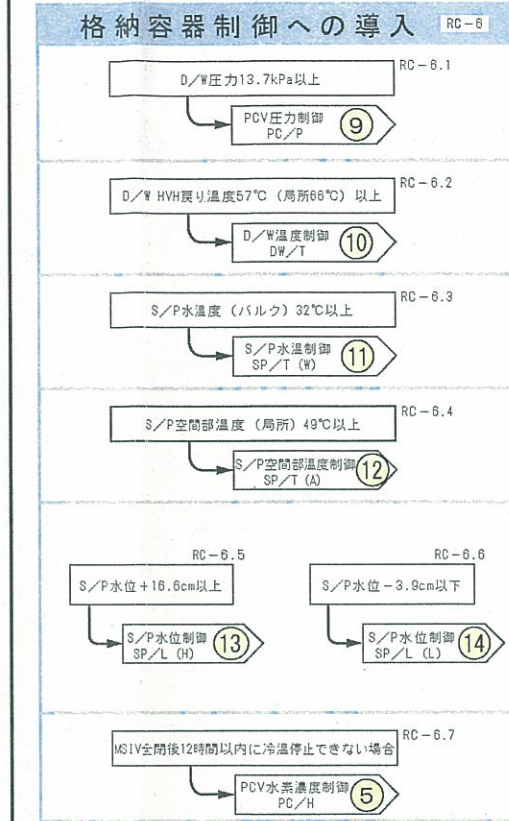 格納容器制御への導入 RC-6
D/W圧力13.7kPa以上 RC-6.1
PCV圧力制御 ⑨
PC/P
D/W HVH戻り温度57℃（局所66℃）以上 RC-6.2
D/W温度制御 ⑩
DW/T
S/P水温度（バルク）32℃以上 RC-6.3
S/P水温制御 ⑪
SP/T(W)
S/P空間部温度（局所）49℃以上 RC-6.4
S/P空間部温度制御 ⑫
SP/T(A)
RC-6.5
S/P水位+16.6cm以上
S/P水位制御 ⑬
SP/L(H)
RC-6.6
S/P水位-3.9cm以下
S/P水位制御 ⑭
SP/L(L)
MSIV全閉後12時間以内に冷温停止できない場合 RC-6.7
PCV水素濃度制御 ⑤
PC/H